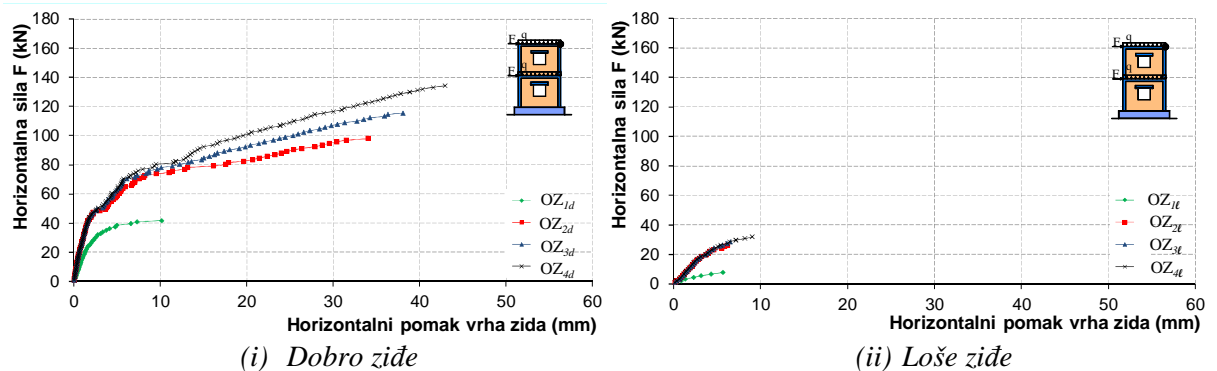 Horizontalna sila F (kN)
180
160
140
120
100
80
60
40
20
0
0 10 20 30 40 50 60
Horizontalni pomak vrha zida (mm)
F q
F q
OZ1d
OZ2d
OZ3d
OZ4d
(i) Dobro ziđe
Horizontalna sila F (kN)
180
160
140
120
100
80
60
40
20
0
0 10 20 30 40 50 60
Horizontalni pomak vrha zida (mm)
F q
F q
OZ1ℓ
OZ2ℓ
OZ3ℓ
OZ4ℓ
(ii) Loše ziđe